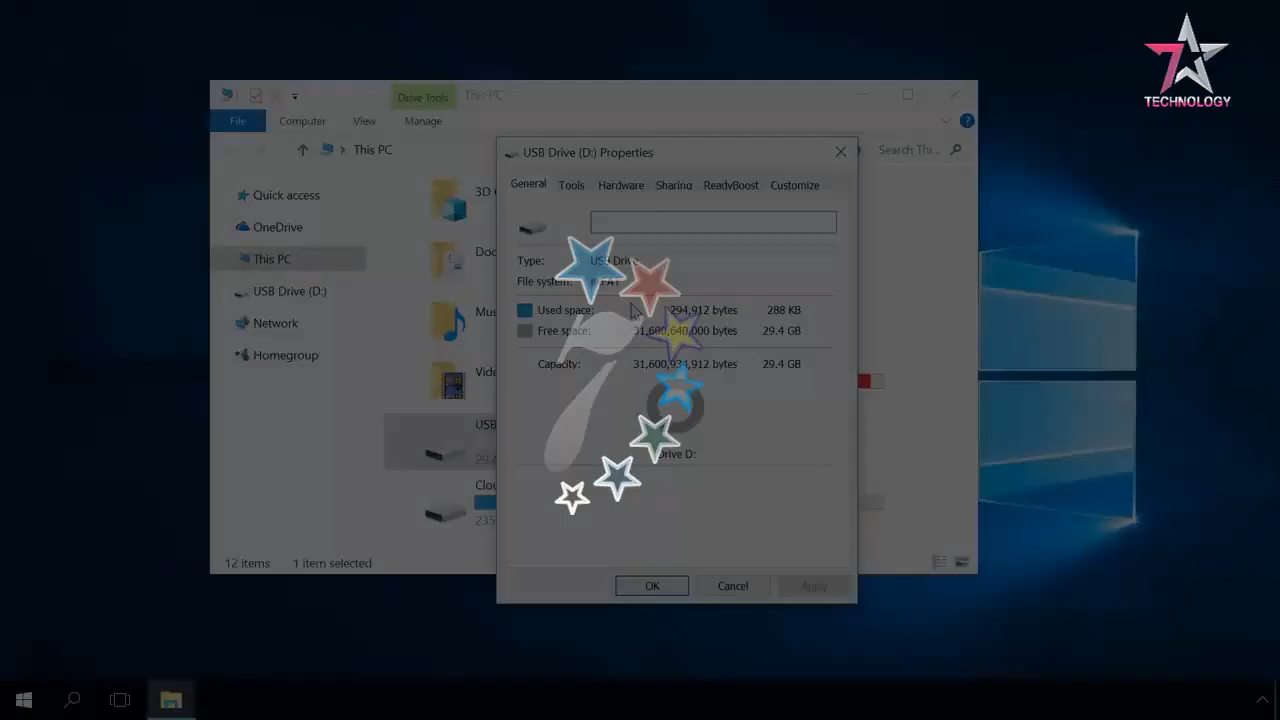 7
TECHNOLOGY
Drive Tools
This PC
File
Computer
View
Manage
This PC
Search Thi...
USB Drive (D:) Properties
General
Tools
Hardware
Sharing
ReadyBoost
Customize
Quick access
OneDrive
This PC
USB Drive (D:)
Network
Homegroup
3D
Doc
Mus
Vide
USB
29.4
Clou
235
Type:
USB Drive
File system:
exFAT
Used space:
294,912 bytes
288 KB
Free space:
31,600,640,000 bytes
29.4 GB
Capacity:
31,600,934,912 bytes
29.4 GB
Drive D:
12 items
1 item selected
OK
Cancel
Apply